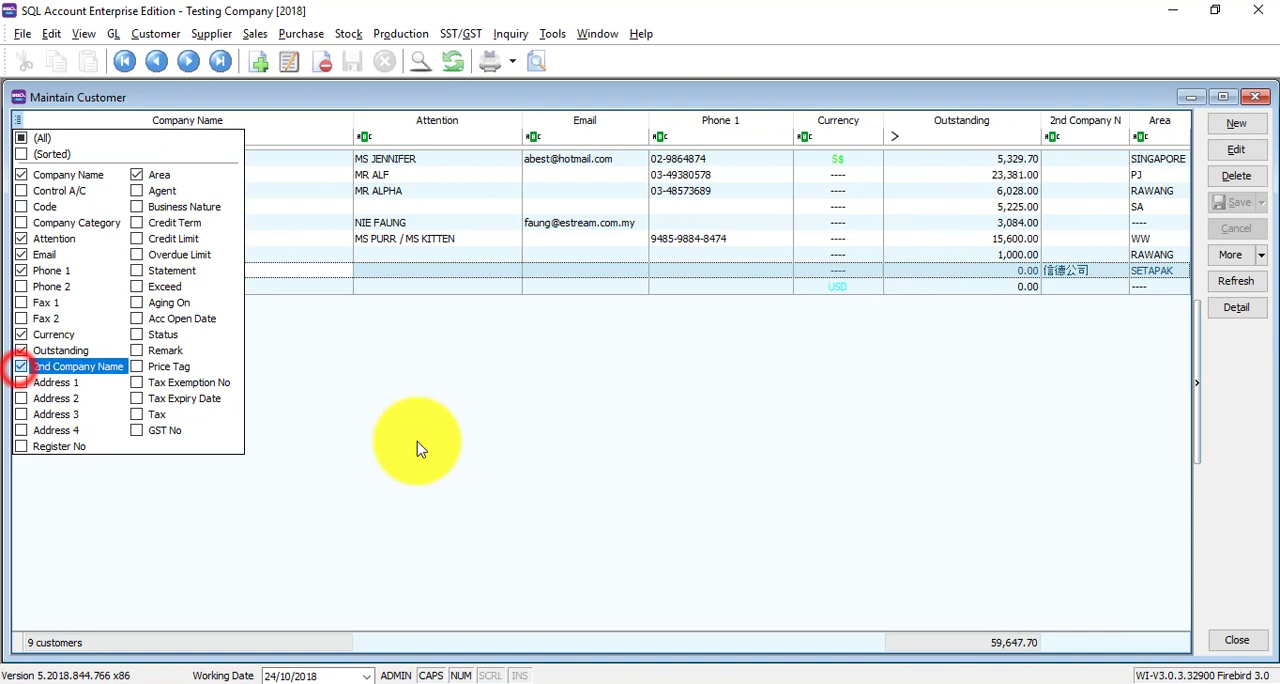 SQL Account Enterprise Edition - Testing Company [2018]
File Edit View GL Customer Supplier Sales Purchase Stock Production SST/GST Inquiry Tools Window Help
Maintain Customer
Company Name Attention Email Phone 1 Currency Outstanding 2nd Company N Area
(All)
(Sorted)
Company Name Area
Control A/C Agent
Code Business Nature
Company Category Credit Term
Attention Credit Limit
Email Overdue Limit
Phone 1 Statement
Phone 2 Exceed
Fax 1 Aging On
Fax 2 Acc Open Date
Currency Status
Outstanding Remark
2nd Company Name Price Tag
Address 1 Tax Exemption No
Address 2 Tax Expiry Date
Address 3 Tax
Address 4 GST No
Register No
MS JENNIFER abest@hotmail.com 02-9864874 S$ 5,329.70 SINGAPORE
MR ALF 03-49380578 ---- 23,381.00 PJ
MR ALPHA 03-48573689 ---- 6,028.00 RAWANG
---- 5,225.00 SA
NIE FAUNG faung@estream.com.my ---- 3,084.00 ----
MS PURR / MS KITTEN 9485-9884-8474 ---- 15,600.00 WW
---- 1,000.00 RAWANG
---- 0.00 信德公司 SETAPAK
USD 0.00 ----
New
Edit
Delete
Save
Cancel
More
Refresh
Detail
9 customers 59,647.70
Close
Version 5.2018.844.766 x86 Working Date 24/10/2018 ADMIN CAPS NUM SCRL INS WI-V3.0.3.32900 Firebird 3.0